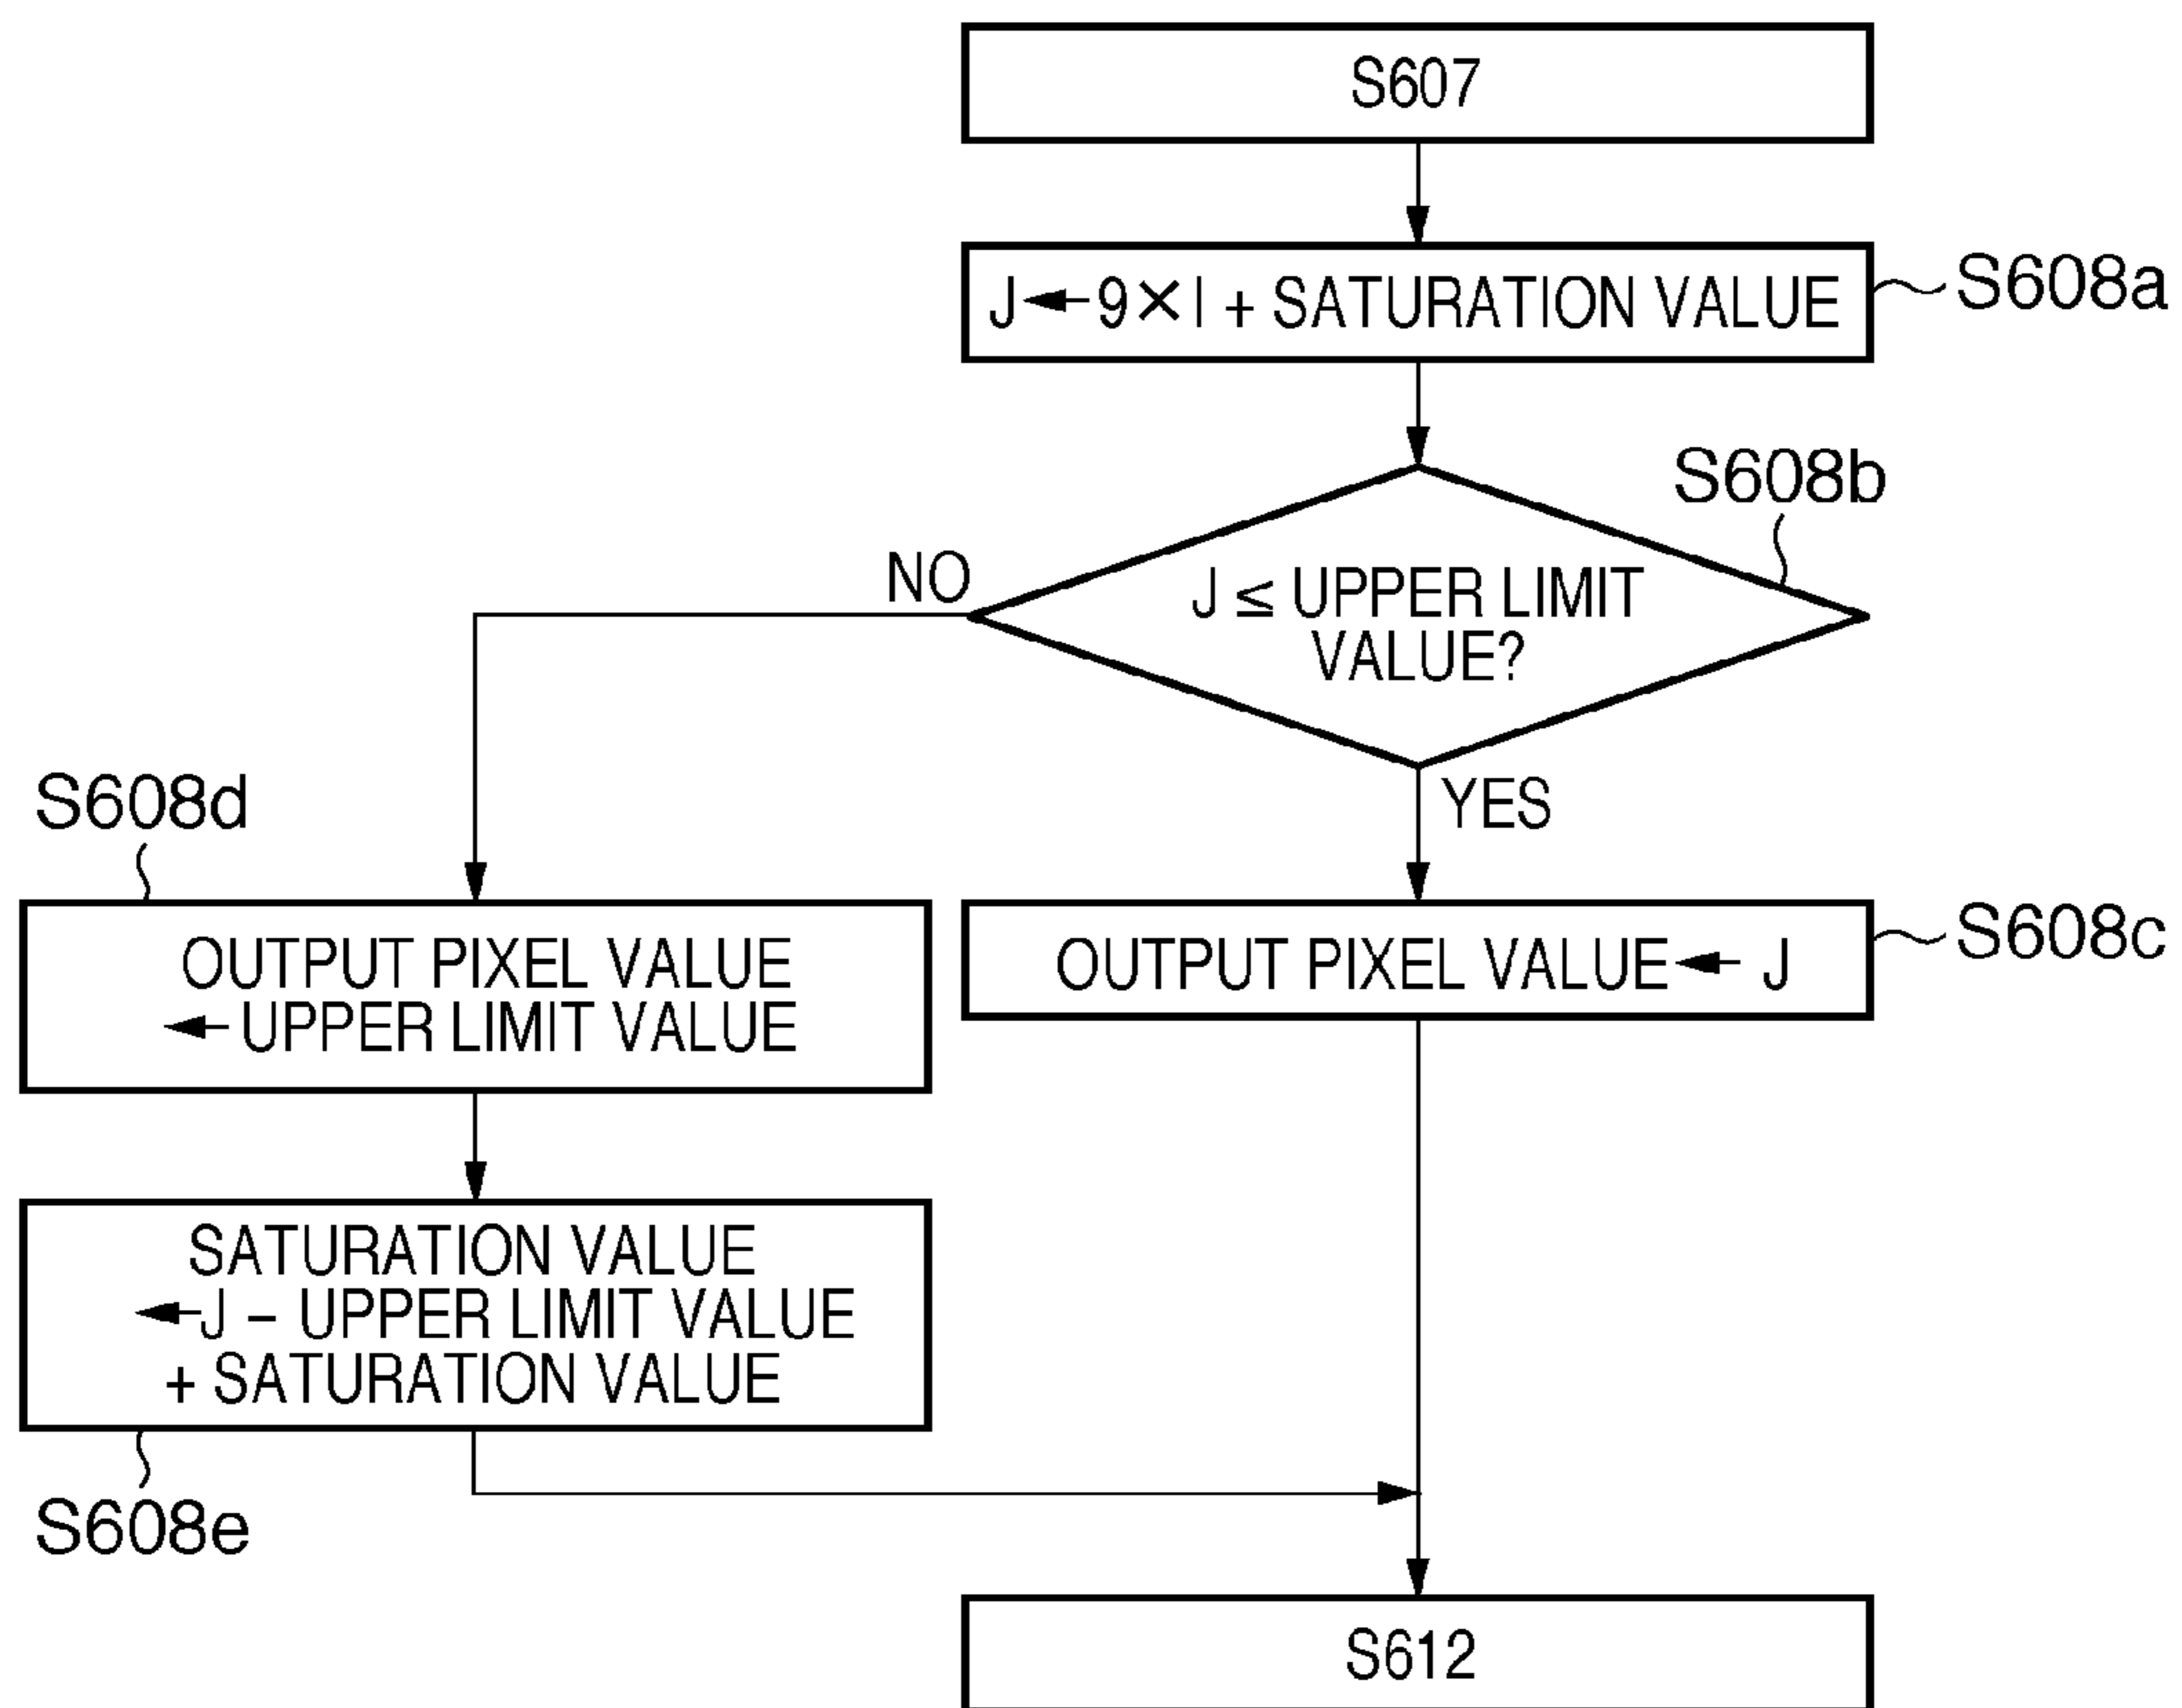 S607
J←9×I + SATURATION VALUE
S608a
S608b
NO
J ≤ UPPER LIMIT
VALUE?
YES
S608d
OUTPUT PIXEL VALUE
←UPPER LIMIT VALUE
OUTPUT PIXEL VALUE← J
S608c
SATURATION VALUE
←J − UPPER LIMIT VALUE
+ SATURATION VALUE
S608e
S612